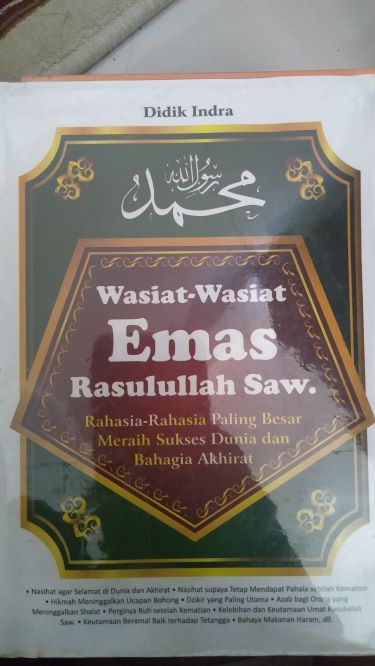 Didik Indra
رسول الله
محمد
Wasiat-Wasiat
Emas
Rasulullah Saw.
Rahasia-Rahasia Paling Besar
Meraih Sukses Dunia dan
Bahagia Akhirat
• Nasihat agar Selamat di Dunia dan Akhirat • Nasihat supaya Tetap Mendapat Pahala setelah Kematian
• Hikmah Meninggalkan Ucapan Bohong • Dzikir yang Paling Utama • Azab bagi Orang yang
Meninggalkan Shalat • Perginya Ruh setelah Kematian • Kelebihan dan Keutamaan Umat Rasulullah
Saw. • Keutamaan Beramal Baik terhadap Tetangga • Bahaya Makanan Haram, dll.